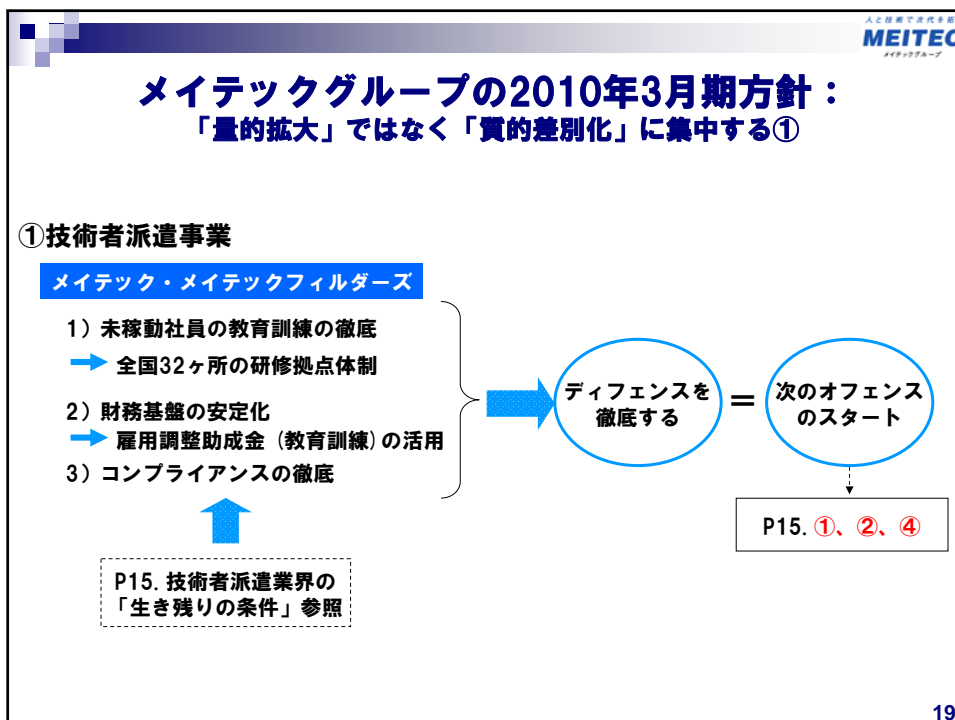 人と技術で次代を拓
MEITEC
メイテックグループ
メイテックグループの2010年3月期方針：
「量的拡大」ではなく「質的差別化」に集中する①
①技術者派遣事業
メイテック・メイテックフィルダーズ
1）未稼動社員の教育訓練の徹底
全国32ヶ所の研修拠点体制
2）財務基盤の安定化
雇用調整助成金（教育訓練）の活用
3）コンプライアンスの徹底
P15.技術者派遣業界の
「生き残りの条件」参照
ディフェンスを
徹底する
＝
次のオフェンス
のスタート
P15.①、②、④
19